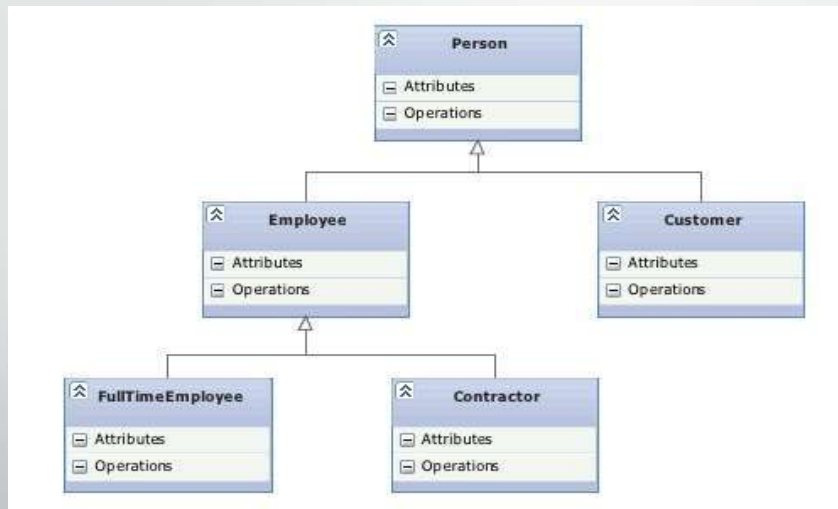 Person
Attributes
Operations
Employee
Attributes
Operations
Customer
Attributes
Operations
FullTimeEmployee
Attributes
Operations
Contractor
Attributes
Operations